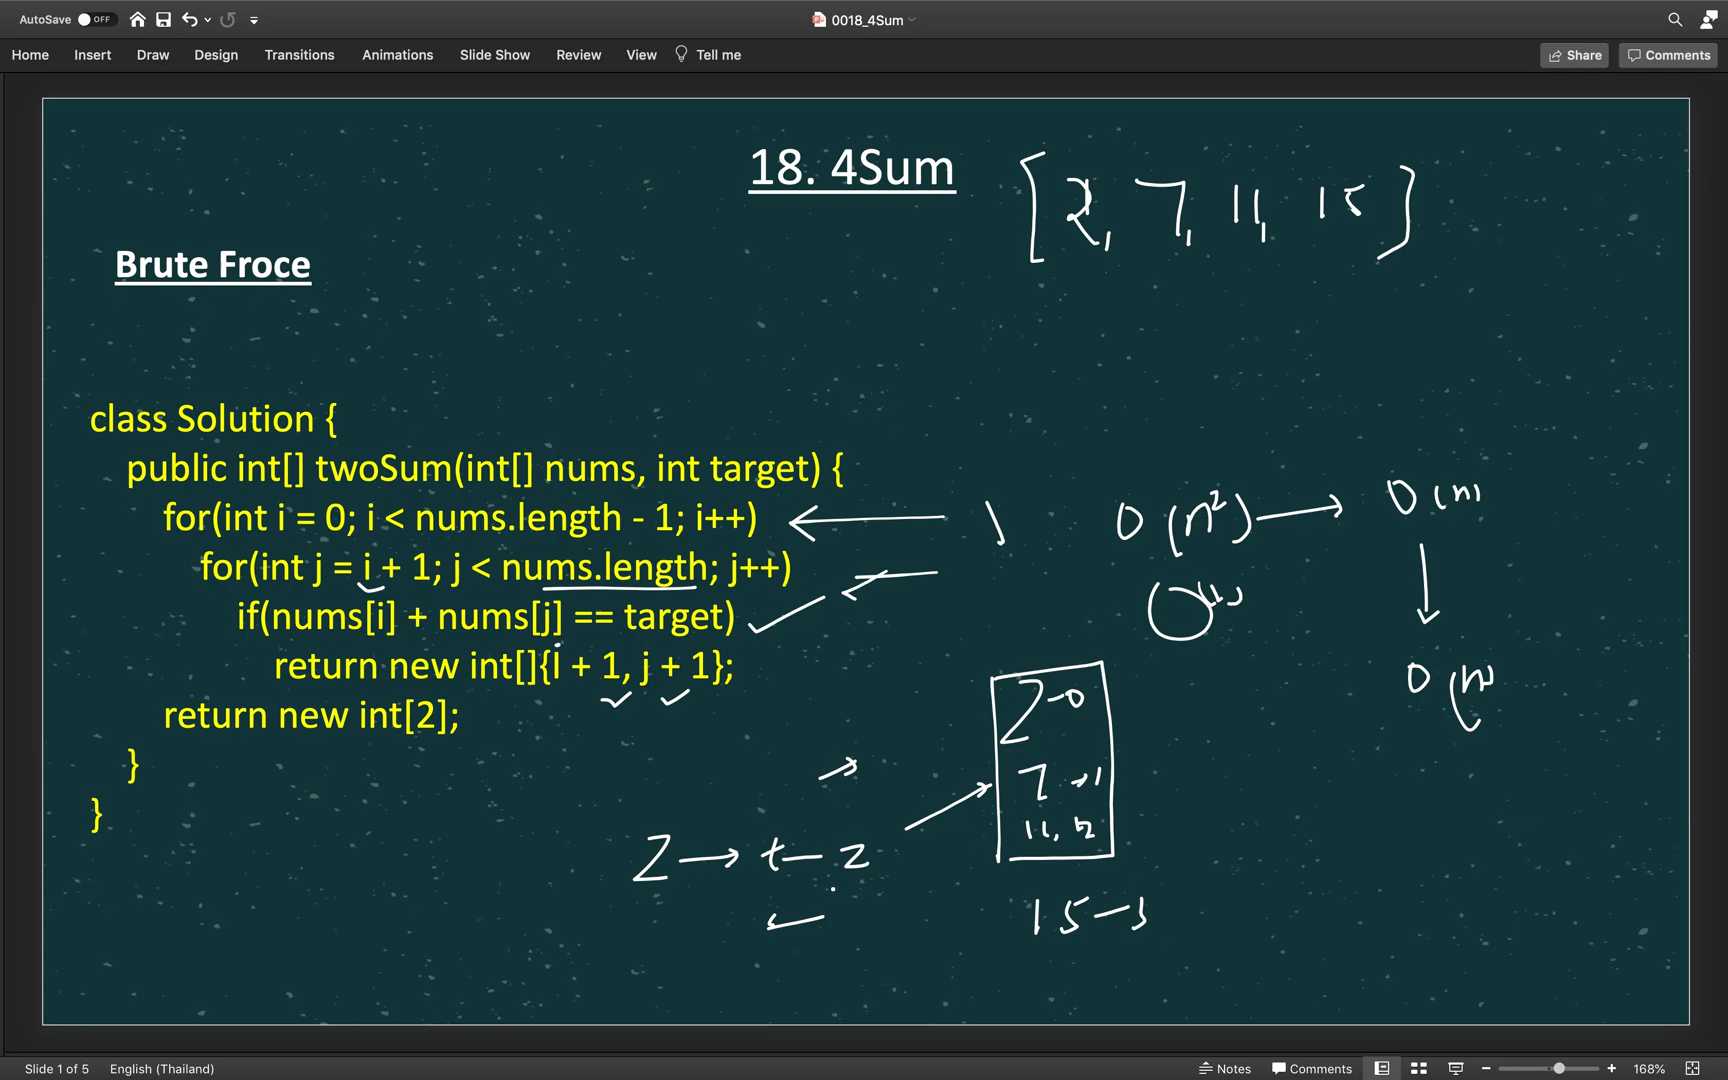 AutoSave OFF 0018_4Sum
Home Insert Draw Design Transitions Animations Slide Show Review View Tell me Share Comments
18. 4Sum
[2, 7, 11, 15]
Brute Froce
class Solution {
public int[] twoSum(int[] nums, int target) {
for(int i = 0; i < nums.length - 1; i++)
for(int j = i + 1; j < nums.length; j++)
if(nums[i] + nums[j] == target)
return new int[]{i + 1, j + 1};
return new int[2];
}
}
O(n²) → O(n)
O(n)
2-0
7 → 1
11, 2
2 → t - 2
15-3
Slide 1 of 5 English (Thailand) Notes Comments 168%